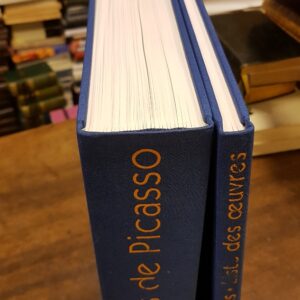 de Picasso
des œuvres